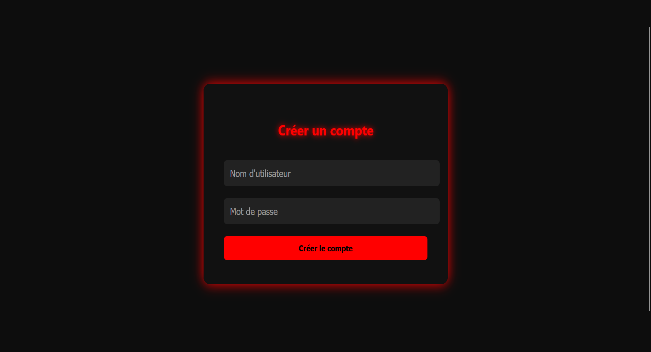 Créer un compte
Nom d'utilisateur
Mot de passe
Créer le compte